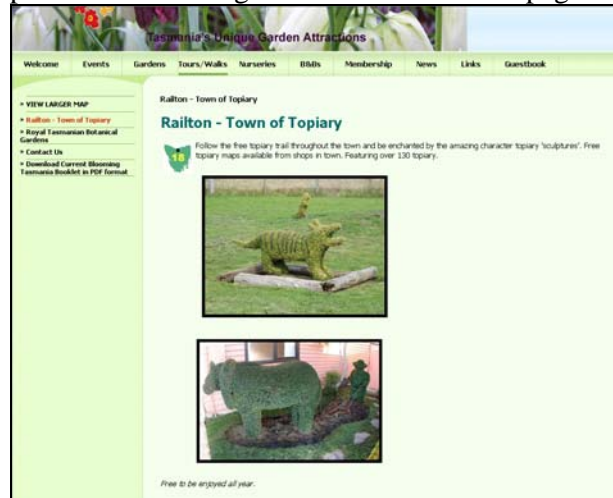 Tasmania's Unique Garden Attractions
Welcome Events Gardens Tours/Walks Nurseries B&Bs Membership News Links Guestbook
» VIEW LARGER MAP
» Railton - Town of Topiary
» Royal Tasmanian Botanical
Gardens
» Contact Us
» Download Current Blooming
Tasmania Booklet in PDF format
Railton - Town of Topiary
Railton - Town of Topiary
18
Follow the free topiary trail throughout the town and be enchanted by the amazing character topiary 'sculptures'. Free
topiary maps available from shops in town. Featuring over 130 topiary.
Free to be enjoyed all year.